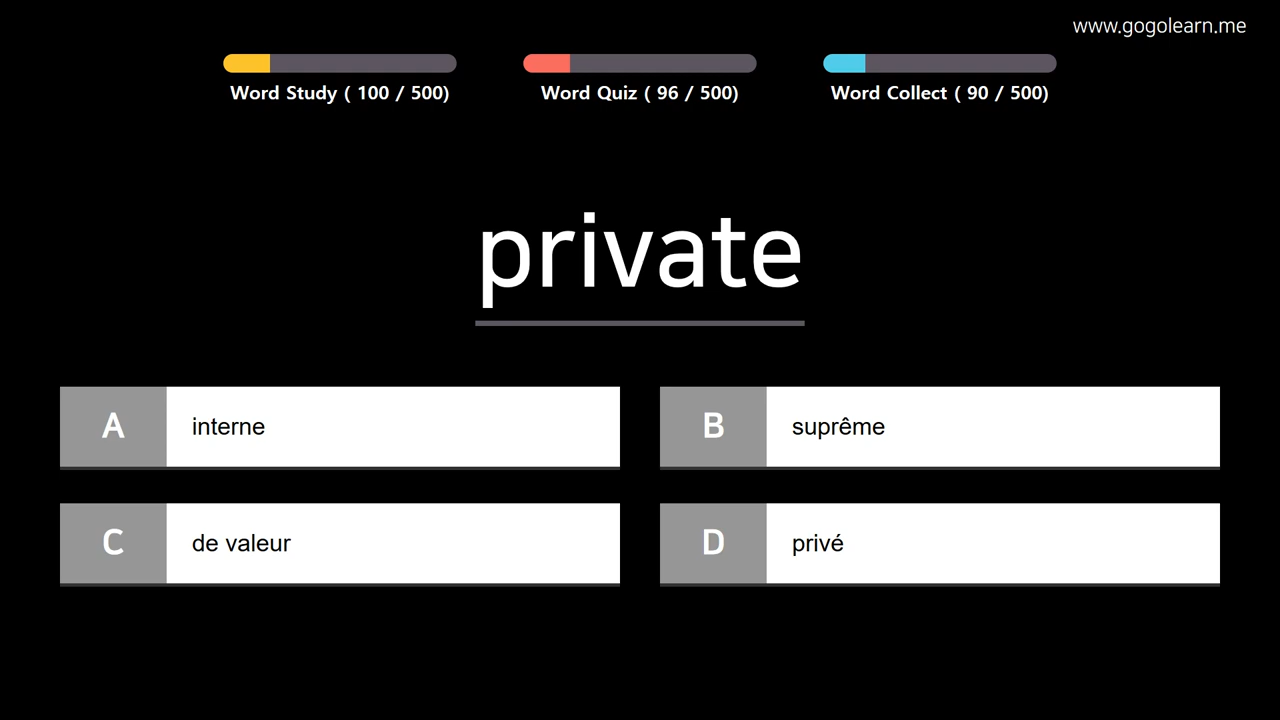 www.gogolearn.me
Word Study ( 100 / 500)
Word Quiz ( 96 / 500)
Word Collect ( 90 / 500)
private
A interne
B suprême
C de valeur
D privé